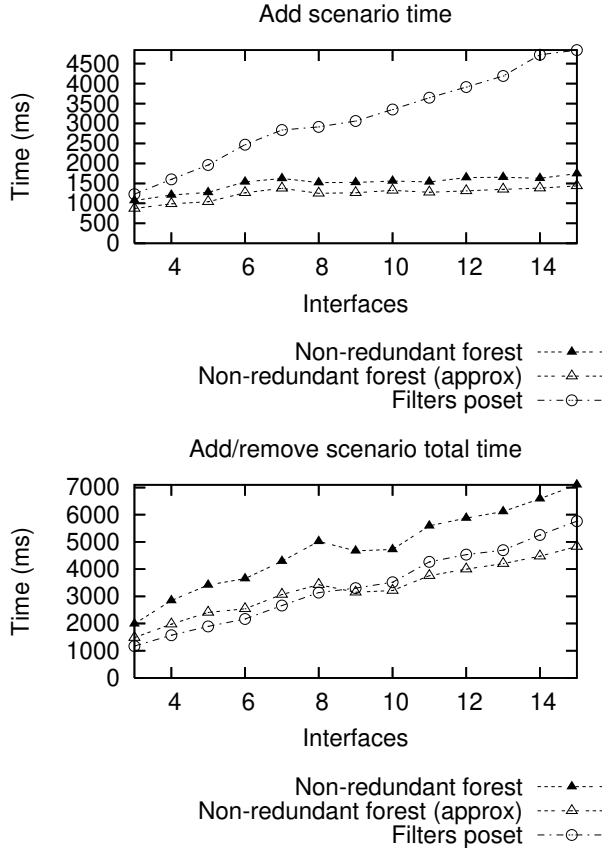 Add scenario time
Time (ms)
4500
4000
3500
3000
2500
2000
1500
1000
500
0
4 6 8 10 12 14
Interfaces
Non-redundant forest
Non-redundant forest (approx)
Filters poset
Add/remove scenario total time
Time (ms)
7000
6000
5000
4000
3000
2000
1000
0
4 6 8 10 12 14
Interfaces
Non-redundant forest
Non-redundant forest (approx)
Filters poset